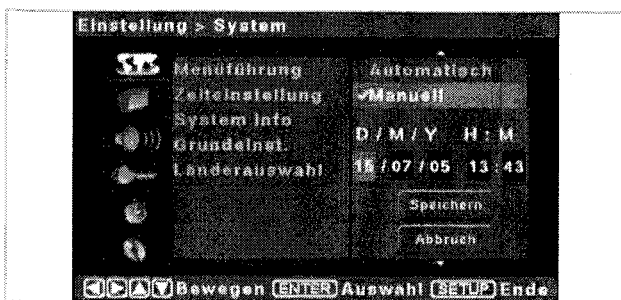 Einstellung > System
Menüführung
Zeiteinstellung
System Info
Grundeinst.
Länderauswahl
Automatisch
✓Manuell
D / M / Y H : M
15 / 07 / 05 13 : 43
Speichern
Abbruch
Bewegen ENTER Auswahl SETUP Ende